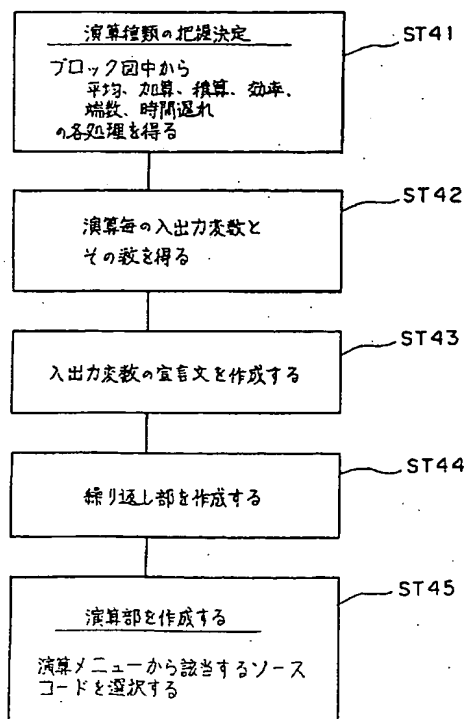 演算種類の把握決定
ST41
ブロック図中から
平均、加算、積算、効率、
端数、時間遅れ
の各処理を得る
ST42
演算毎の入出力変数と
その数を得る
ST43
入出力変数の宣言文を作成する
ST44
繰り返し部を作成する
ST45
演算部を作成する
演算メニューから該当するソース
コードを選択する